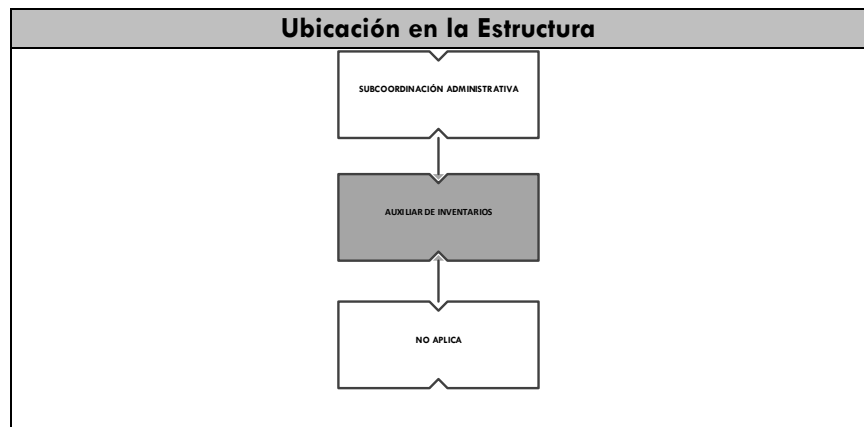 Ubicación en la Estructura
SUBCOORDINACIÓN ADMINISTRATIVA
AUXILIAR DE INVENTARIOS
NO APLICA